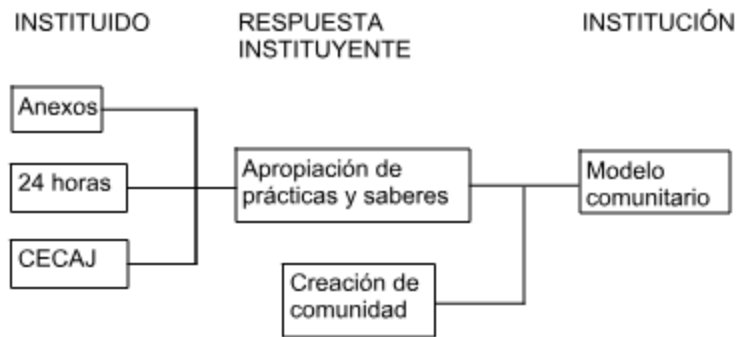 INSTITUIDO
RESPUESTA
INSTITUYENTE
INSTITUCIÓN
Anexos
24 horas
CECAJ
Apropiación de
prácticas y saberes
Creación de
comunidad
Modelo
comunitario